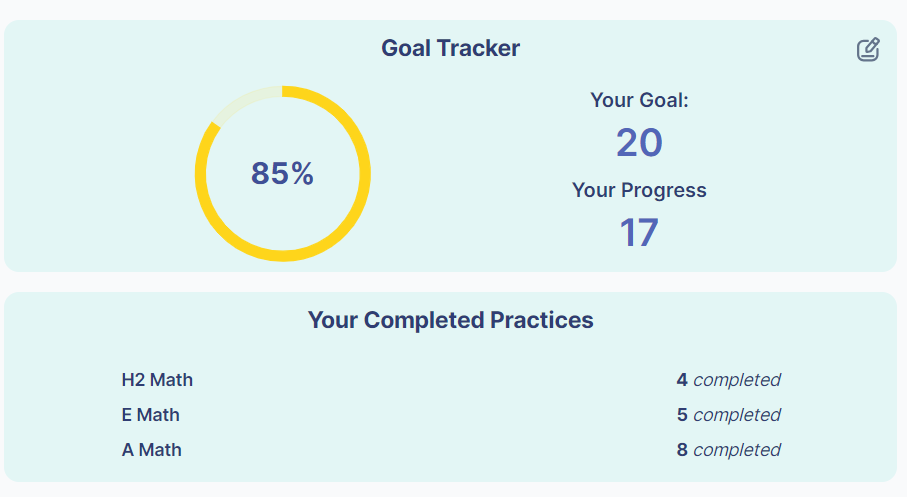 Goal Tracker
85%
Your Goal:
20
Your Progress
17
Your Completed Practices
H2 Math 4 completed
E Math 5 completed
A Math 8 completed